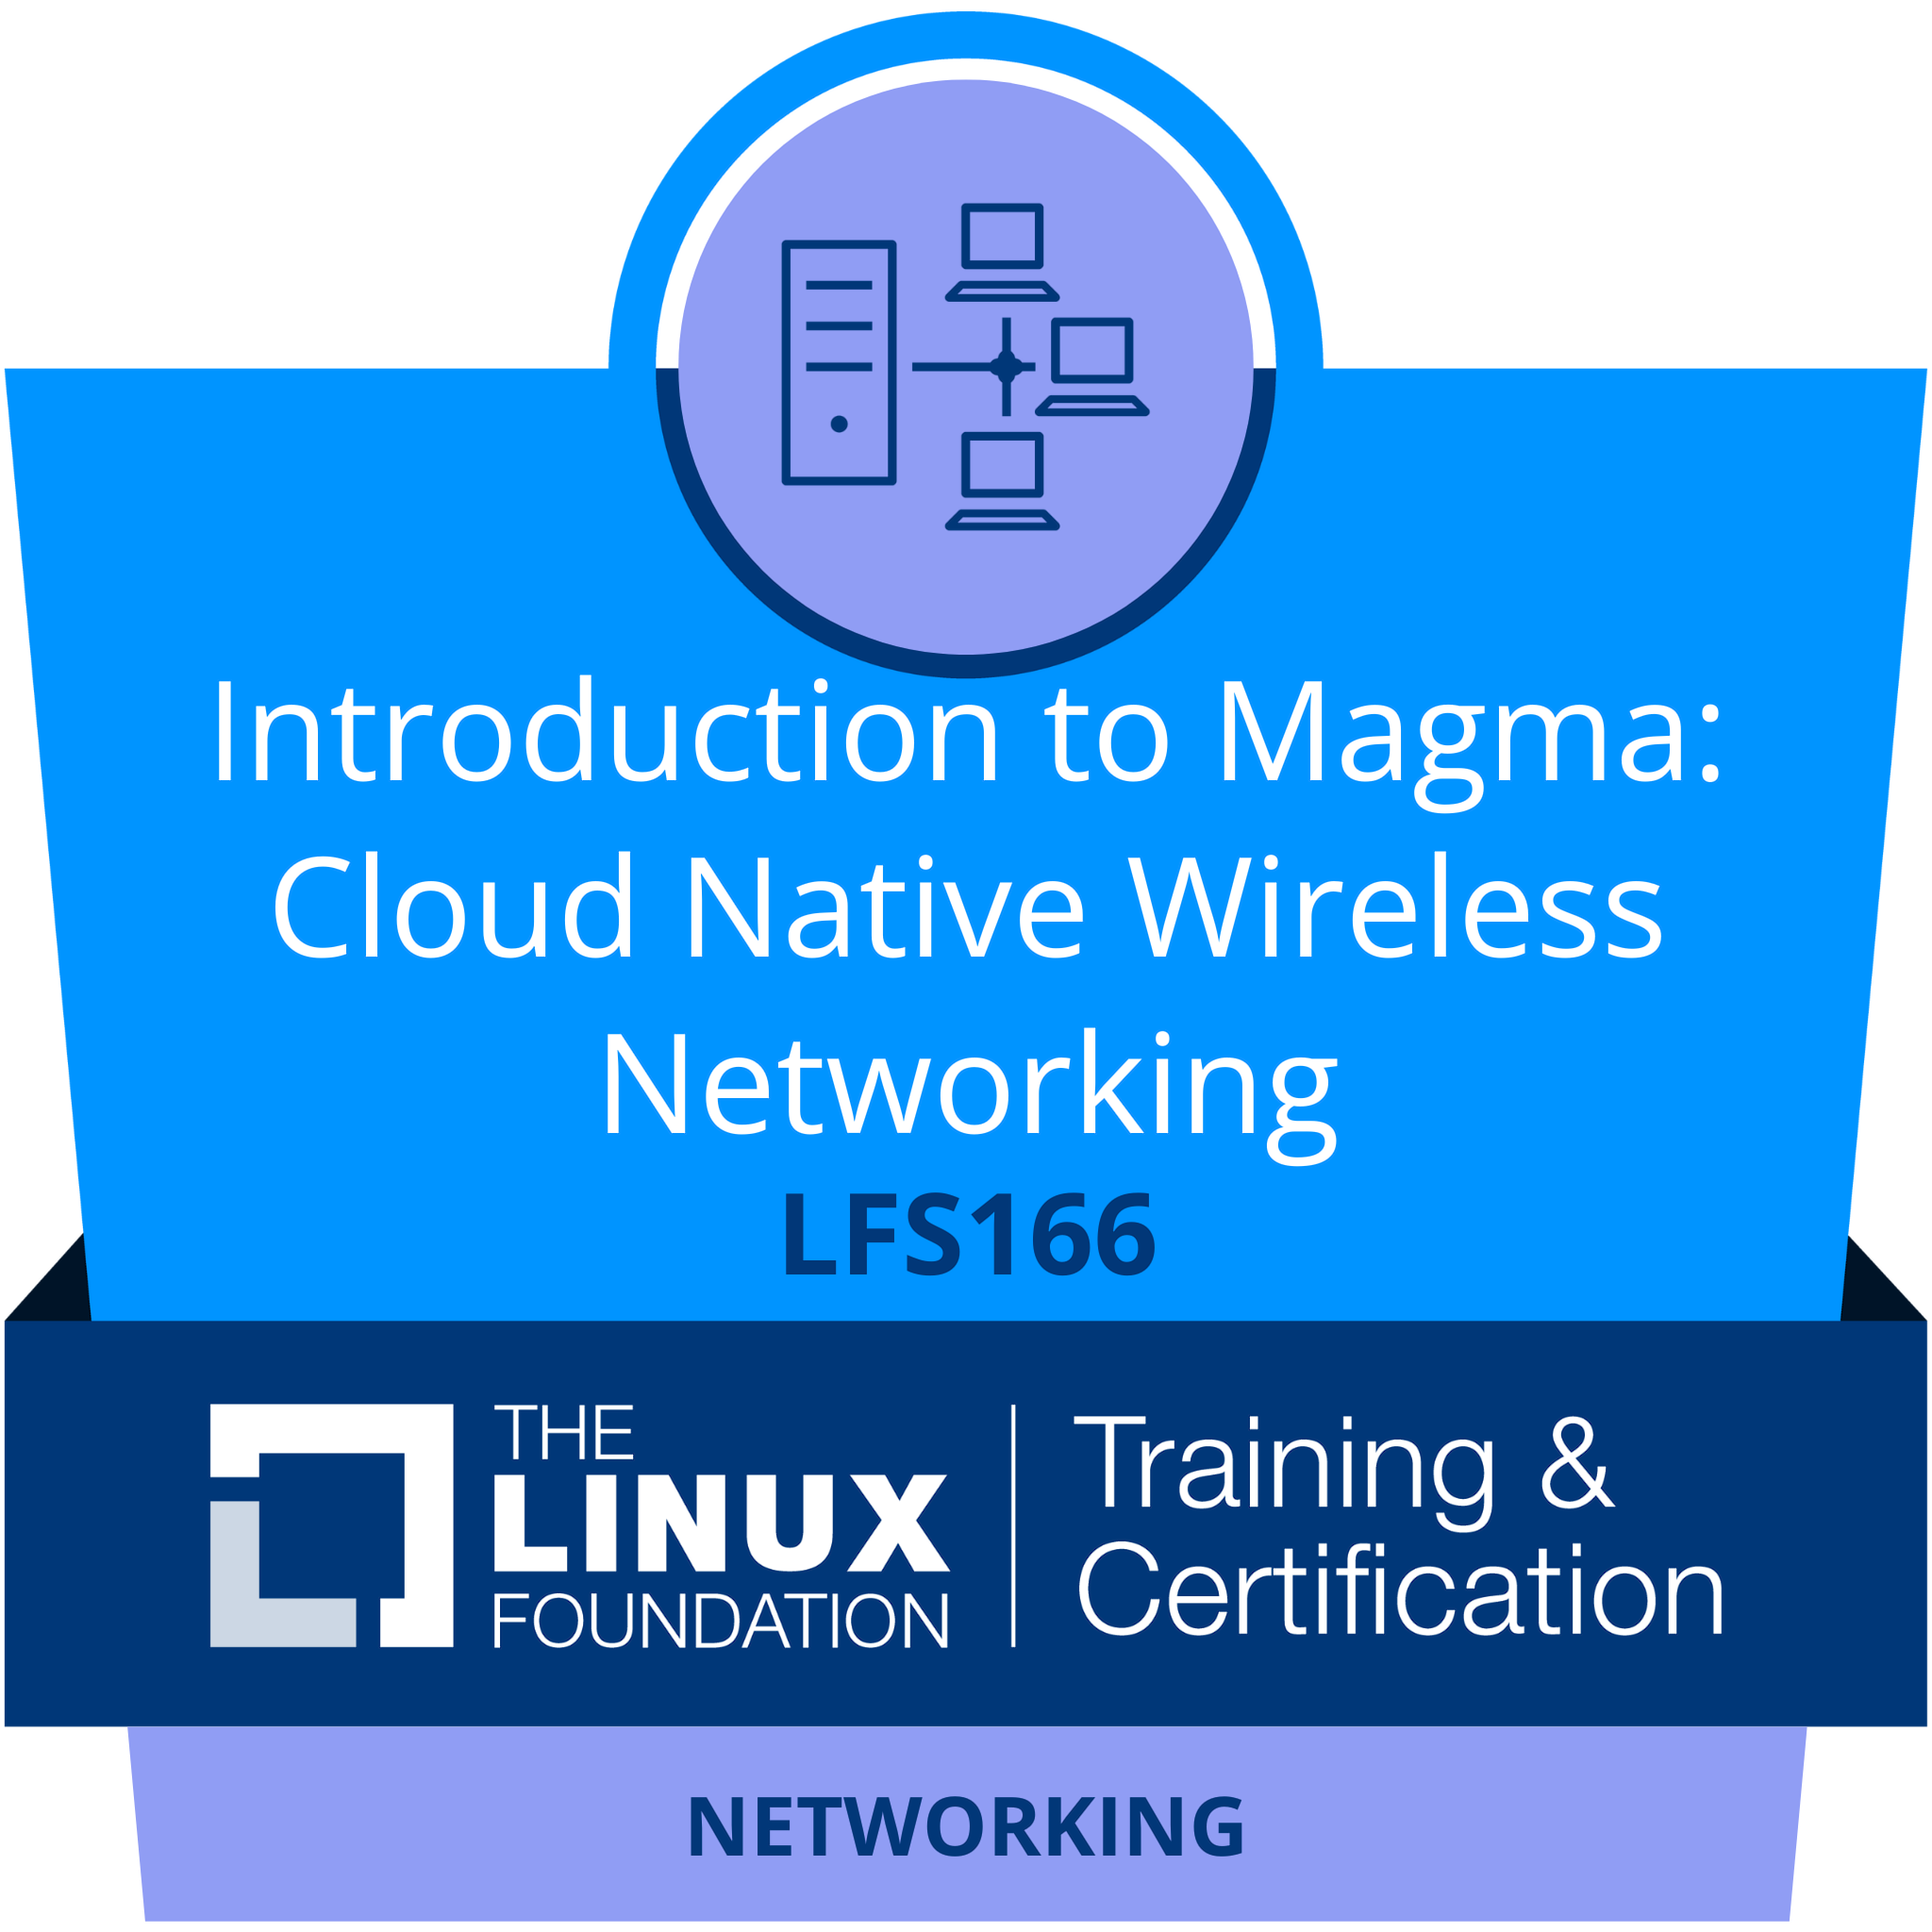 Introduction to Magma:
Cloud Native Wireless
Networking
LFS166
THE
LINUX
FOUNDATION
Training &
Certification
NETWORKING